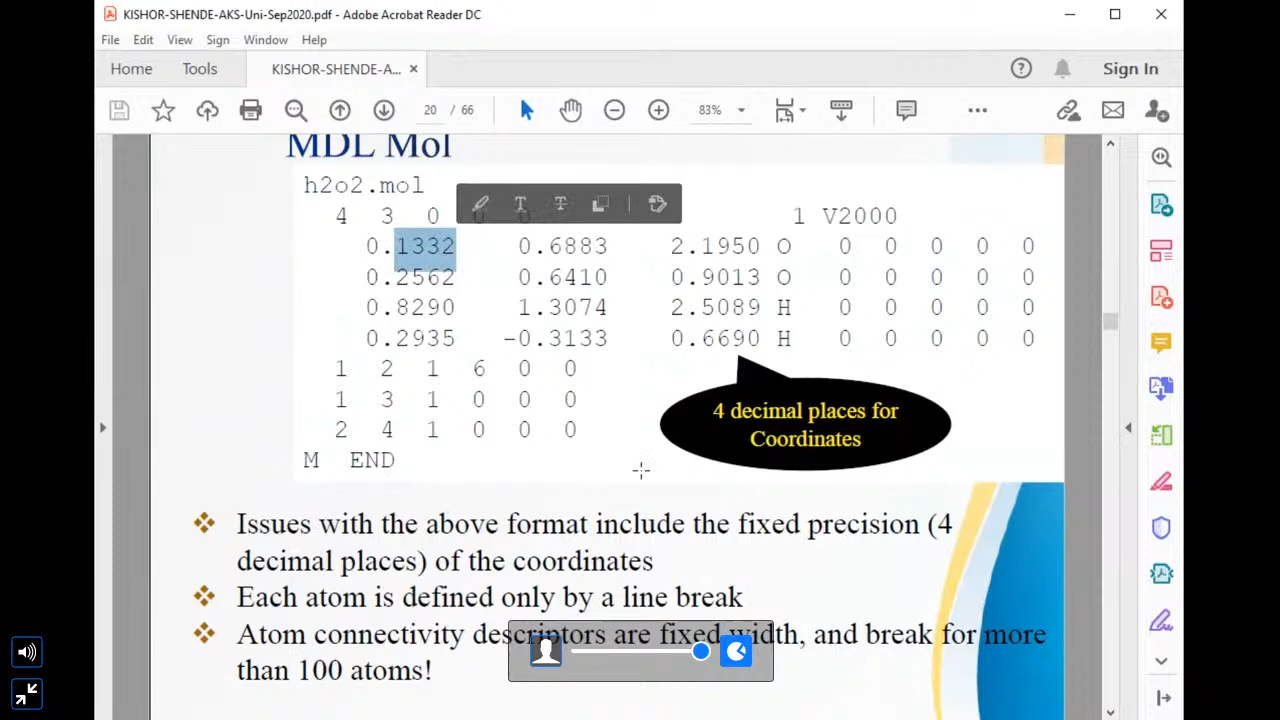 KISHOR-SHENDE-AKS-Uni-Sep2020.pdf - Adobe Acrobat Reader DC
File Edit View Sign Window Help
Home Tools KISHOR-SHENDE-A... × Sign In
20 / 66 83%
MDL Mol
h2o2.mol
4 3 0 1 V2000
0.1332 0.6883 2.1950 O 0 0 0 0 0
0.2562 0.6410 0.9013 O 0 0 0 0 0
0.8290 1.3074 2.5089 H 0 0 0 0 0
0.2935 -0.3133 0.6690 H 0 0 0 0 0
1 2 1 6 0 0
1 3 1 0 0 0
2 4 1 0 0 0
M END
4 decimal places for
Coordinates
❖ Issues with the above format include the fixed precision (4
decimal places) of the coordinates
❖ Each atom is defined only by a line break
❖ Atom connectivity descriptors are fixed width, and break for more
than 100 atoms!